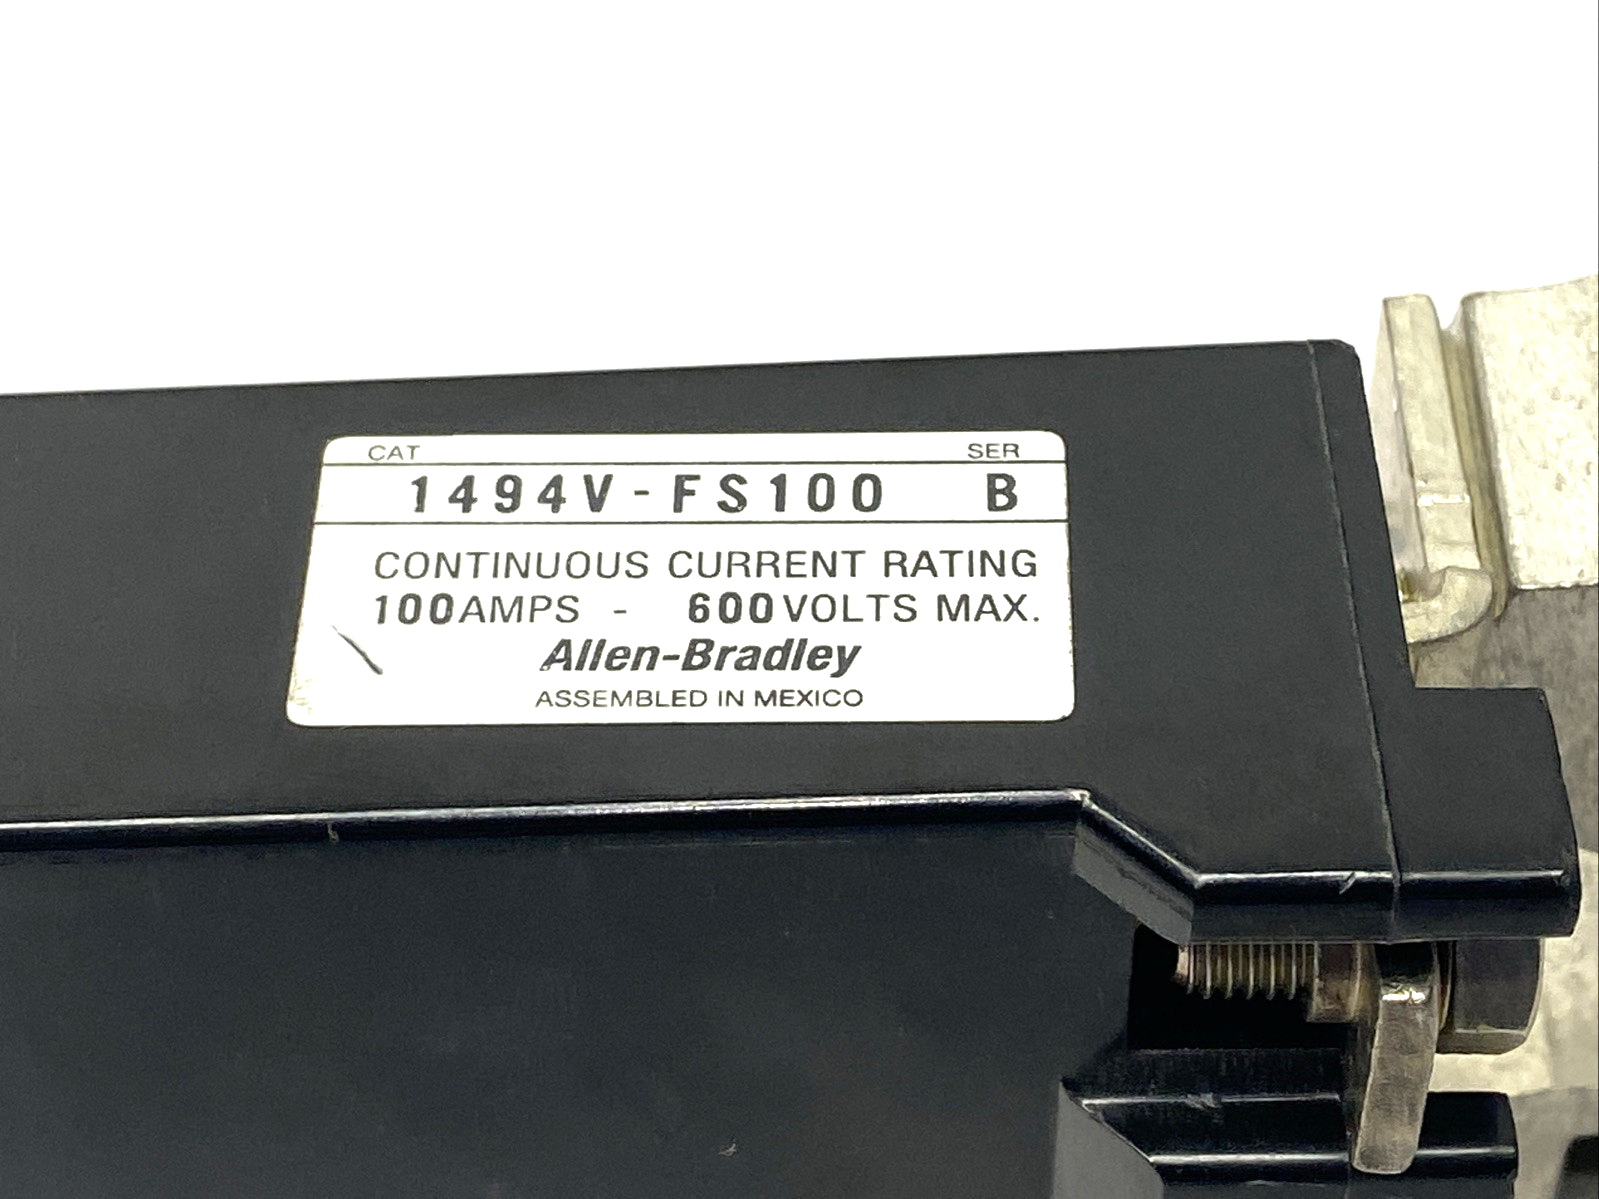 CAT SER
1494V-FS100 B
CONTINUOUS CURRENT RATING
100AMPS - 600VOLTS MAX.
Allen-Bradley
ASSEMBLED IN MEXICO